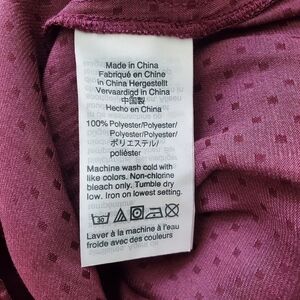 Made in China
Fabriqué en Chine
in China Hergestellt
Vervaardigd in China
中国製
Hecho en China
100% Polyester/Polyester/
Polyester/Polyester/
ポリエステル/
poliéster
Machine wash cold with
like colors. Non-chlorine
bleach only. Tumble dry
low. Iron on lowest setting.
30
Laver à la machine à l'eau
froide avec des couleurs